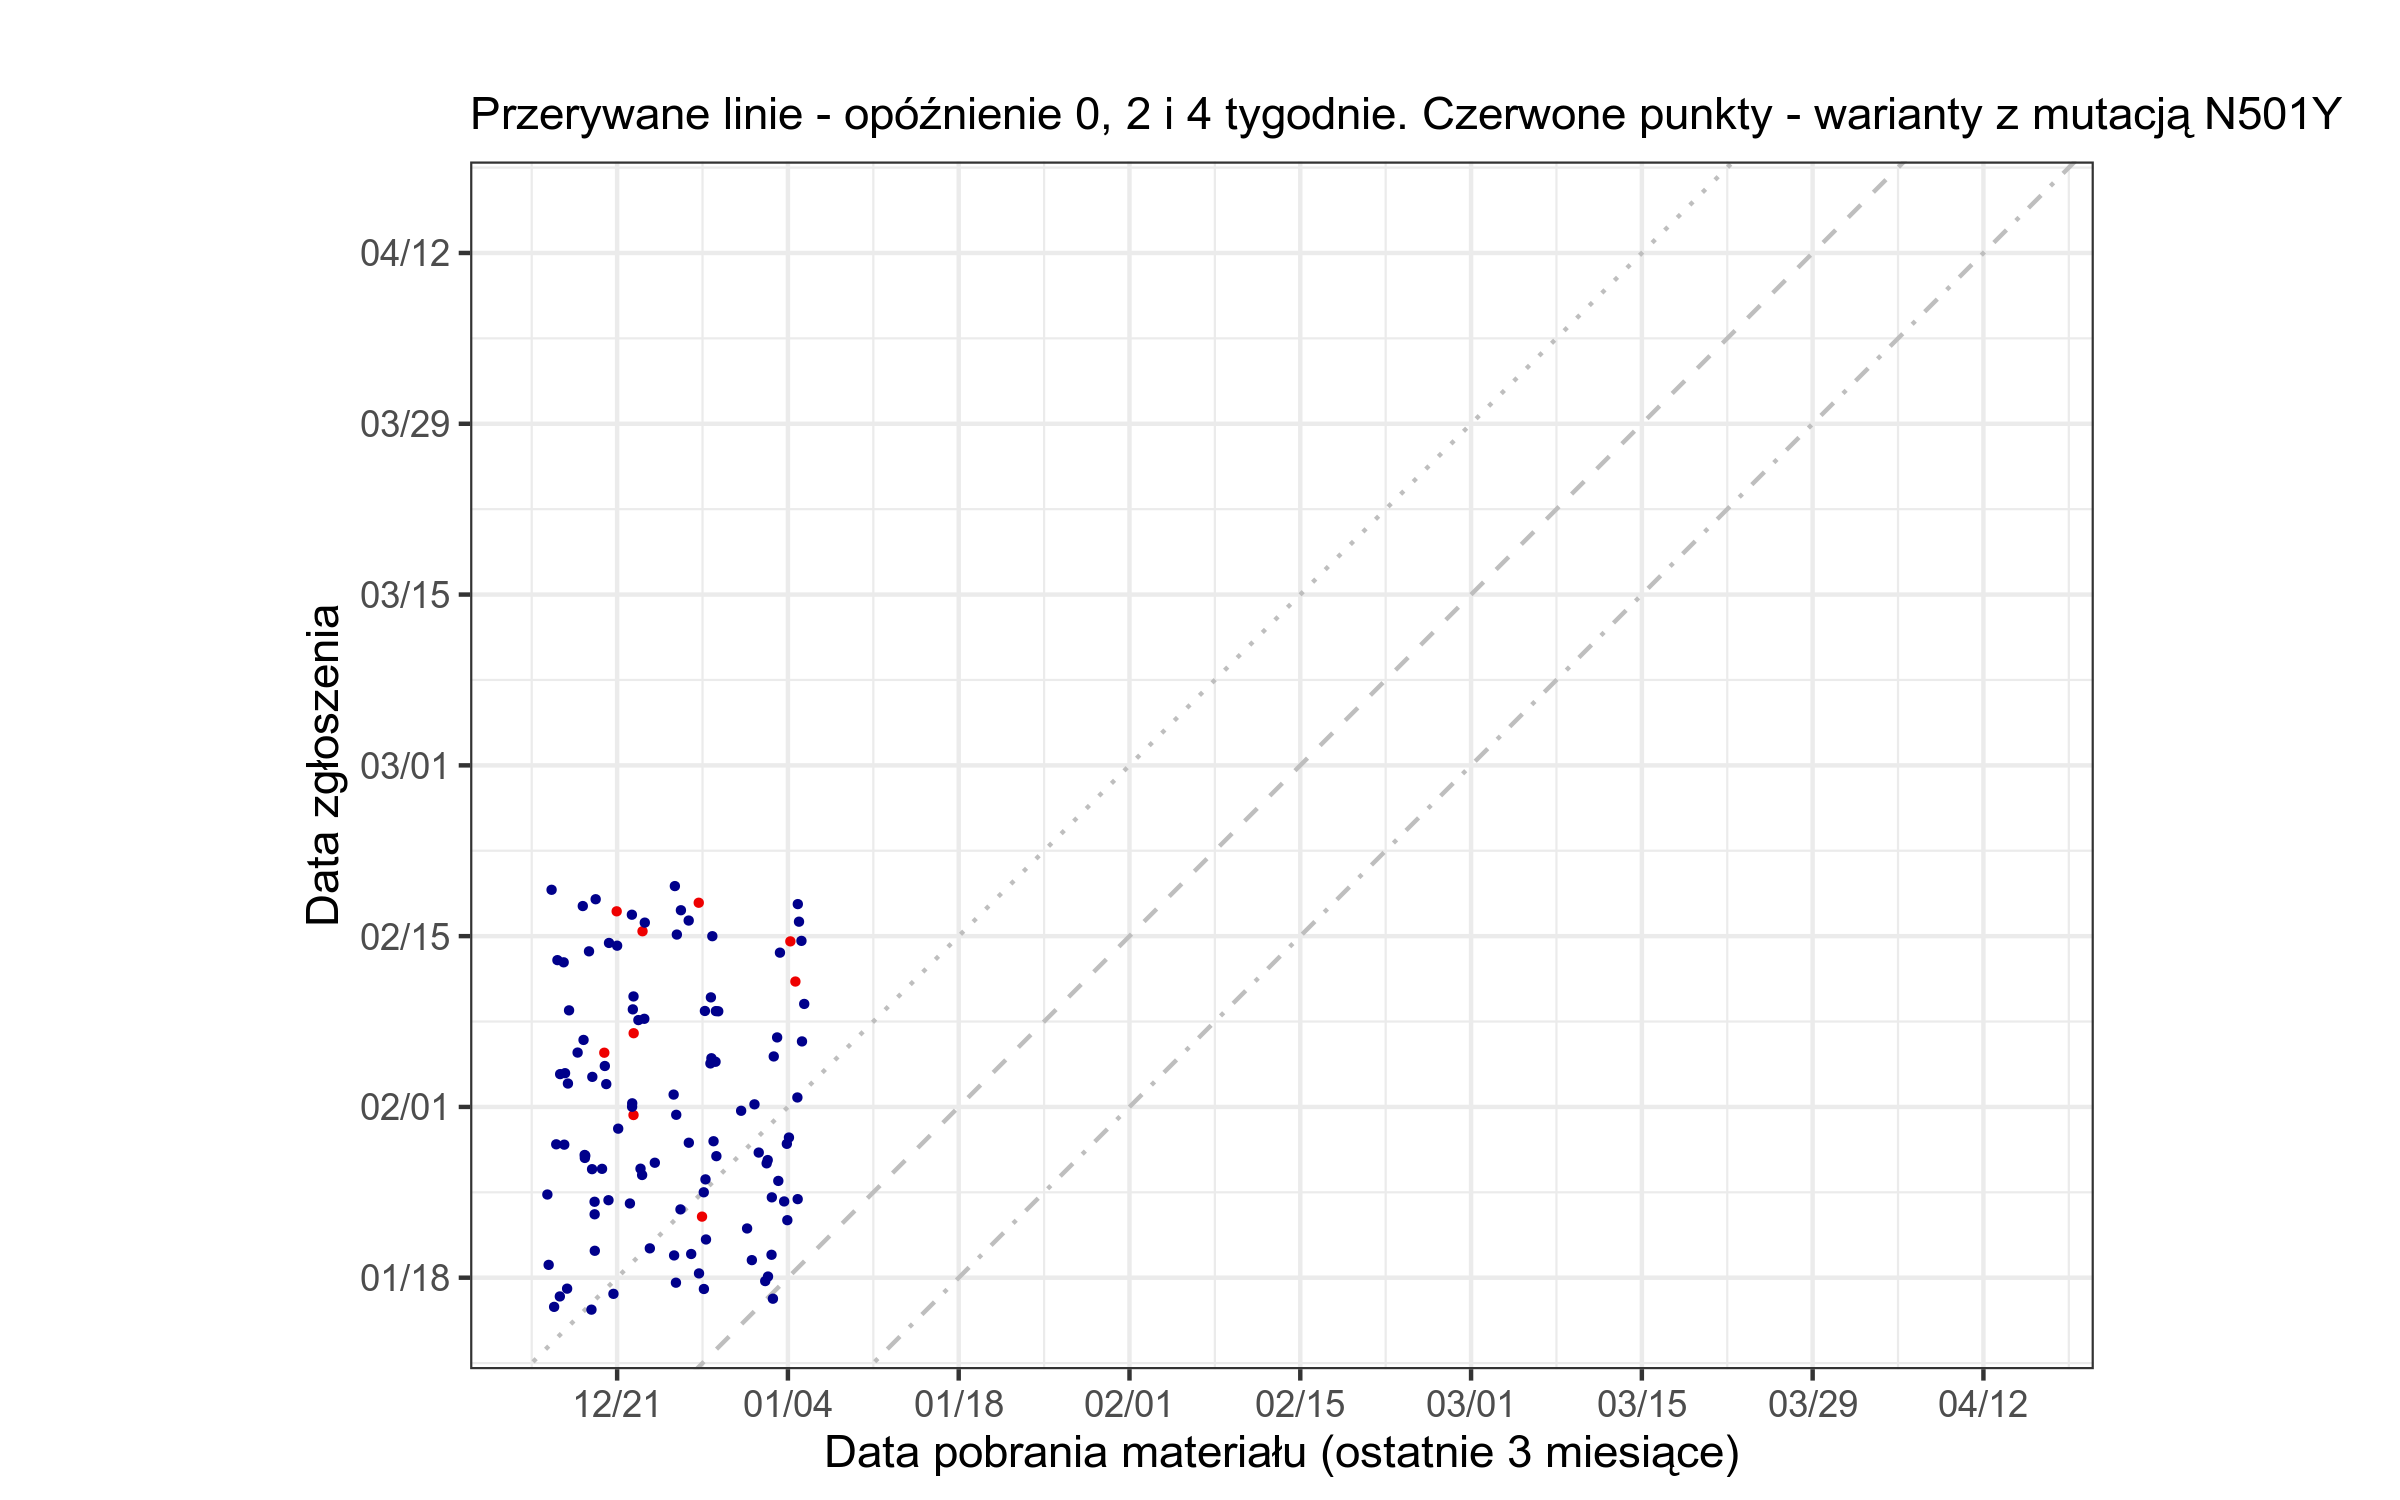 Przerywane linie - opóźnienie 0, 2 i 4 tygodnie. Czerwone punkty - warianty z mutacją N501Y
Data zgłoszenia
04/12
03/29
03/15
03/01
02/15
02/01
01/18
12/21 01/04 01/18 02/01 02/15 03/01 03/15 03/29 04/12
Data pobrania materiału (ostatnie 3 miesiące)